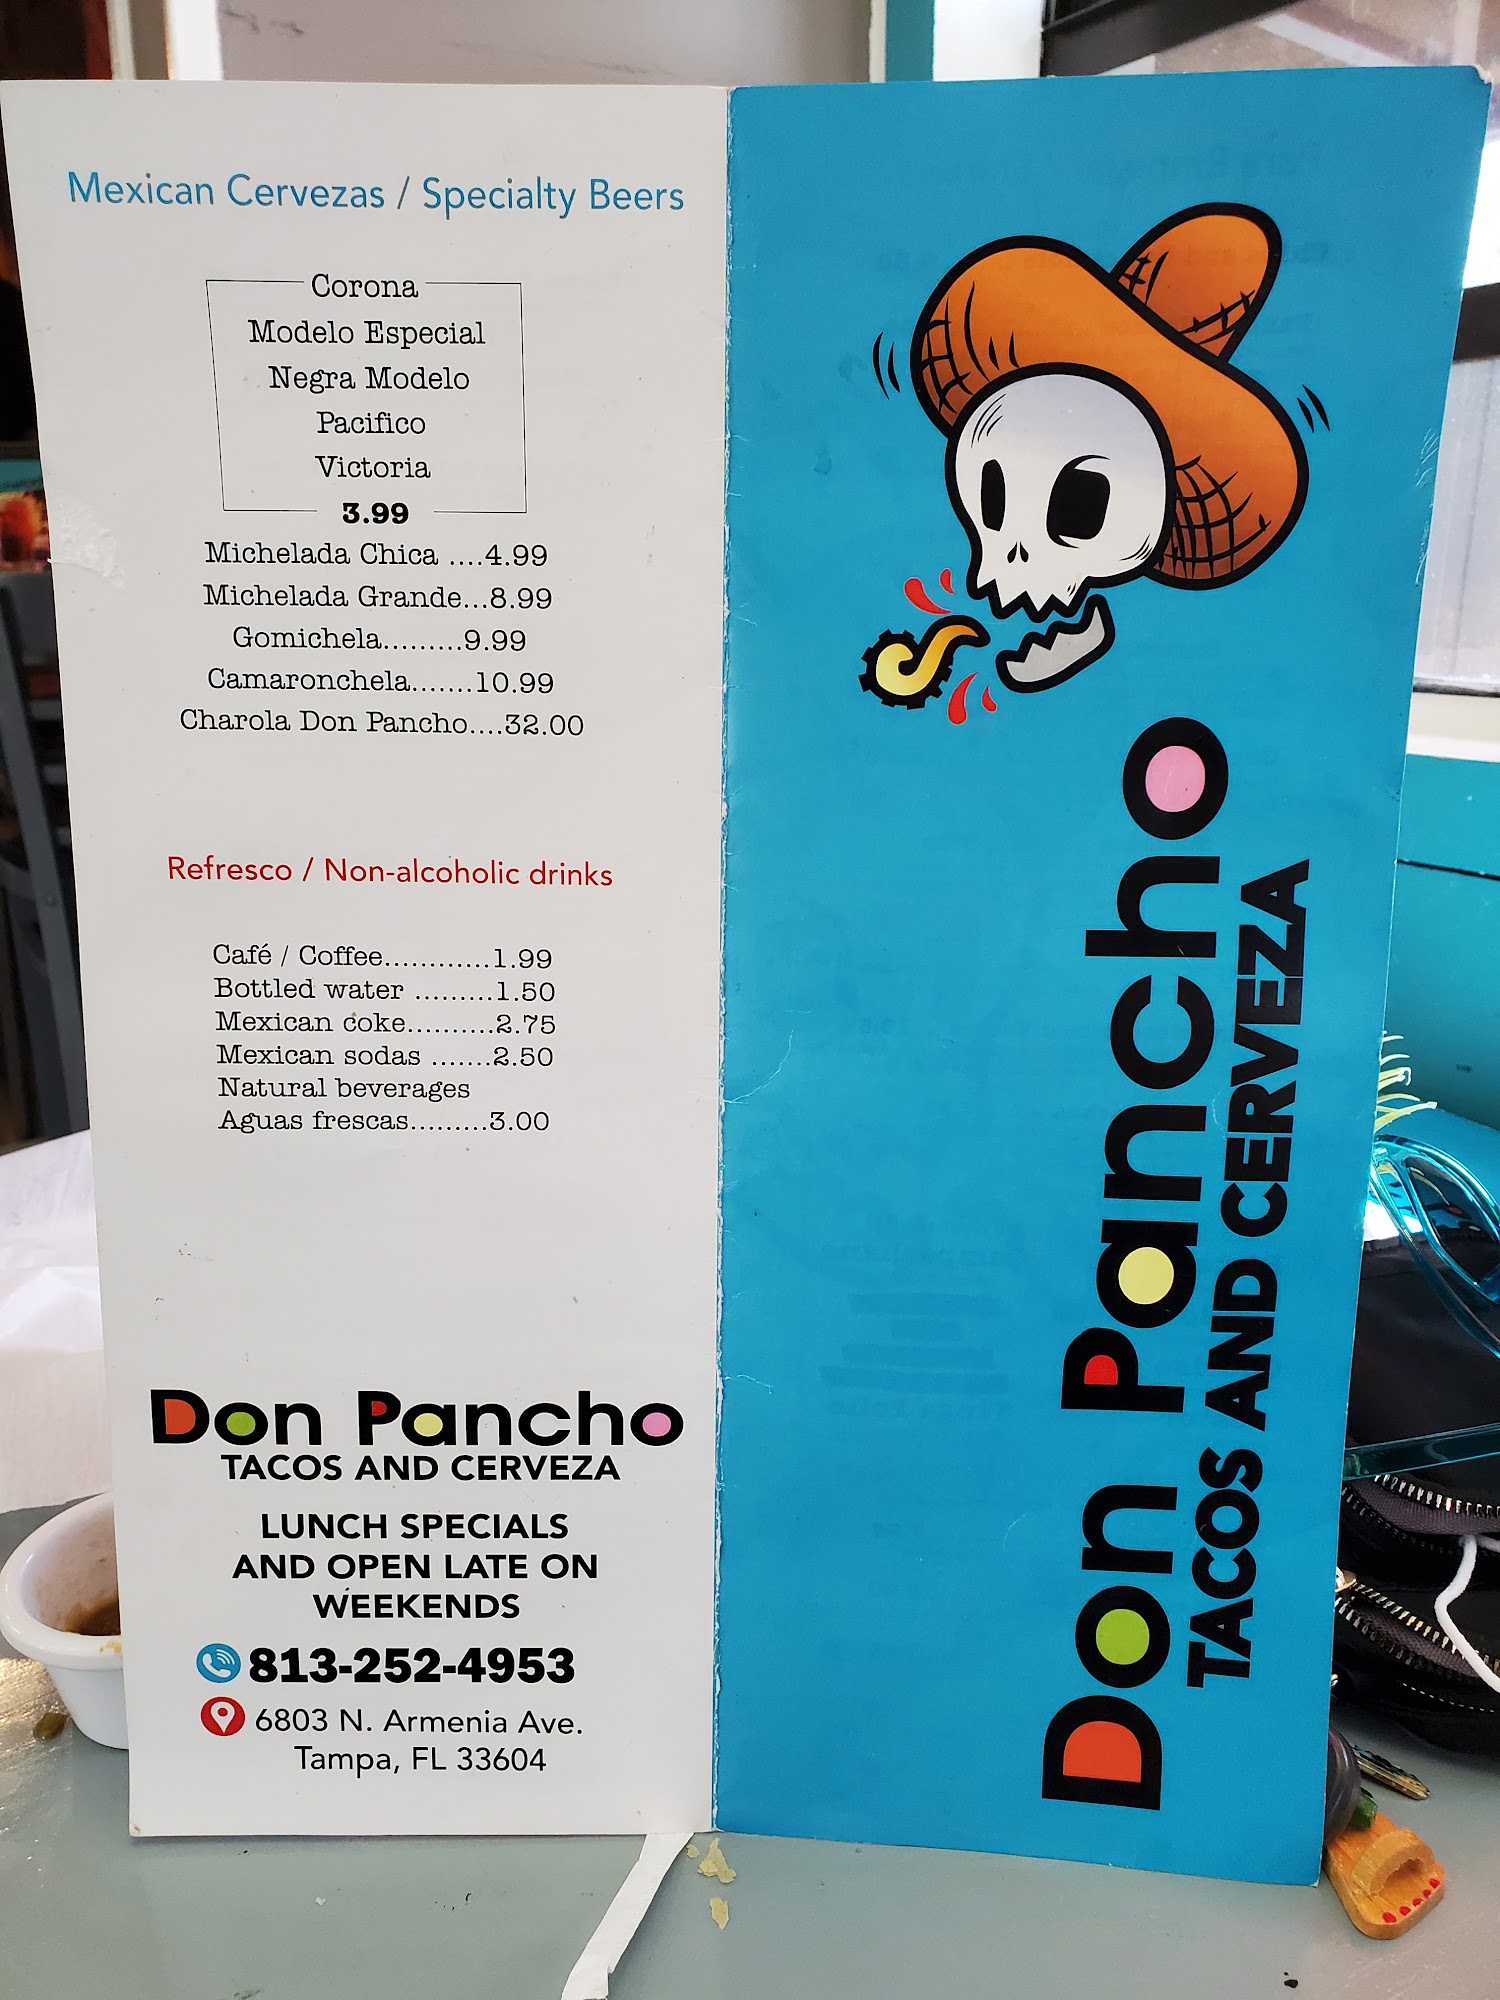 Mexican Cervezas / Specialty Beers
Corona
Modelo Especial
Negra Modelo
Pacifico
Victoria
3.99
Michelada Chica ....4.99
Michelada Grande...8.99
Gomichela.........9.99
Camaronchela.......10.99
Charola Don Pancho....32.00
Refresco / Non-alcoholic drinks
Café / Coffee............1.99
Bottled water .........1.50
Mexican coke..........2.75
Mexican sodas .......2.50
Natural beverages
Aguas frescas.........3.00
Don Pancho
TACOS AND CERVEZA
LUNCH SPECIALS
AND OPEN LATE ON
WEEKENDS
813-252-4953
6803 N. Armenia Ave.
Tampa, FL 33604
Don Pancho
TACOS AND CERVEZA